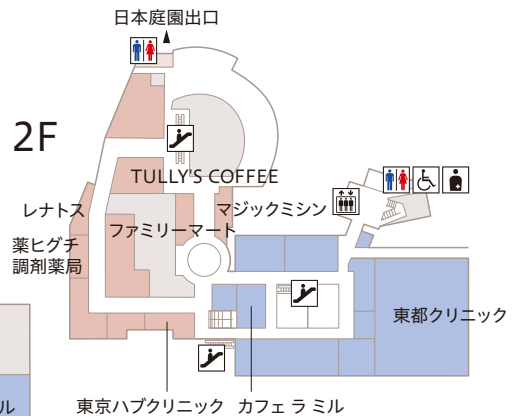 日本庭園出口
2F
TULLY'S COFFEE
レナトス
マジックミシン
ファミリーマート
薬ヒグチ
調剤薬局
東都クリニック
ル
東京ハブクリニック
カフェ ラ ミル